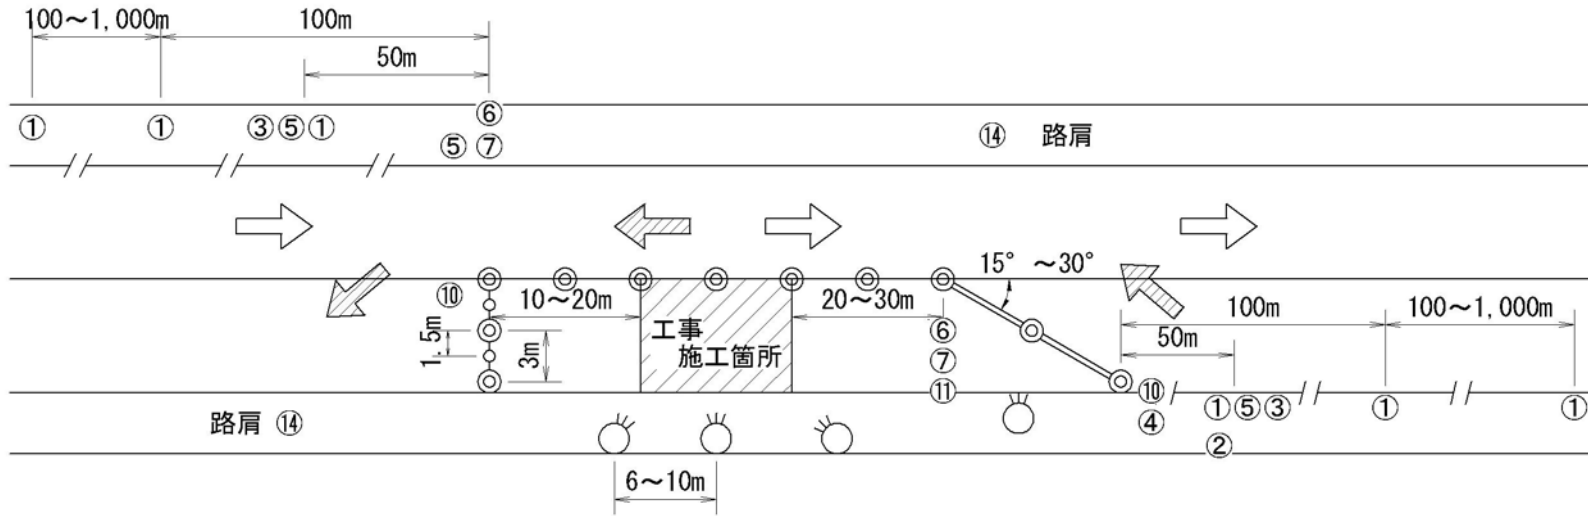 100～1,000m 100m
50m
① ① ③⑤① ⑥
⑤⑦ ⑭ 路肩
15° ～30°
⑩ 10～20m 20～30m 100m 100～1,000m
1.5m 3m 工事
施工箇所
⑥ 50m
⑦
⑪ ⑩
④ ①⑤③ ① ①
②
路肩 ⑭
6～10m